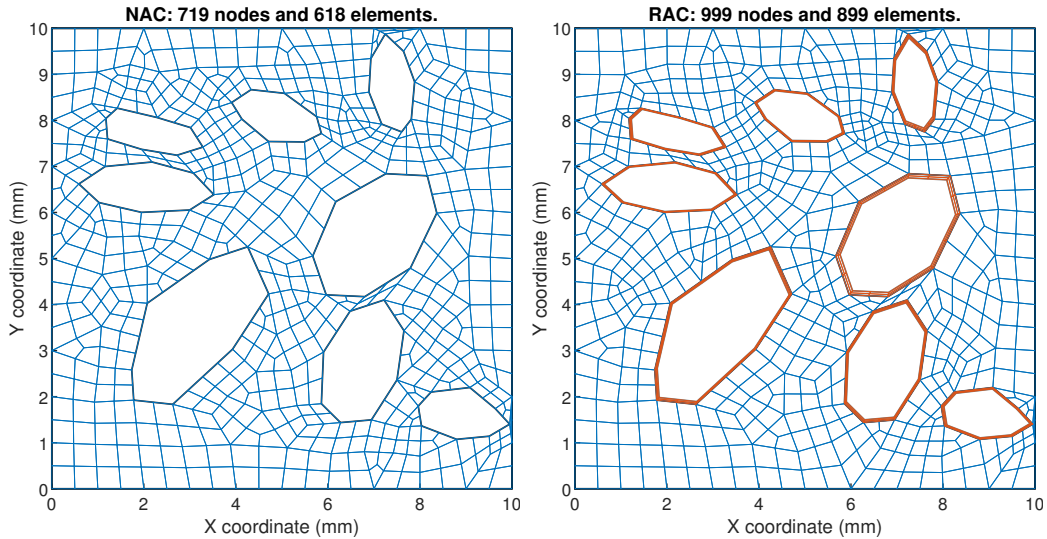 NAC: 719 nodes and 618 elements.
10
9
8
7
6
5
4
3
2
1
0
Y coordinate (mm)
0 2 4 6 8 10
X coordinate (mm)
RAC: 999 nodes and 899 elements.
10
9
8
7
6
5
4
3
2
1
0
Y coordinate (mm)
0 2 4 6 8 10
X coordinate (mm)